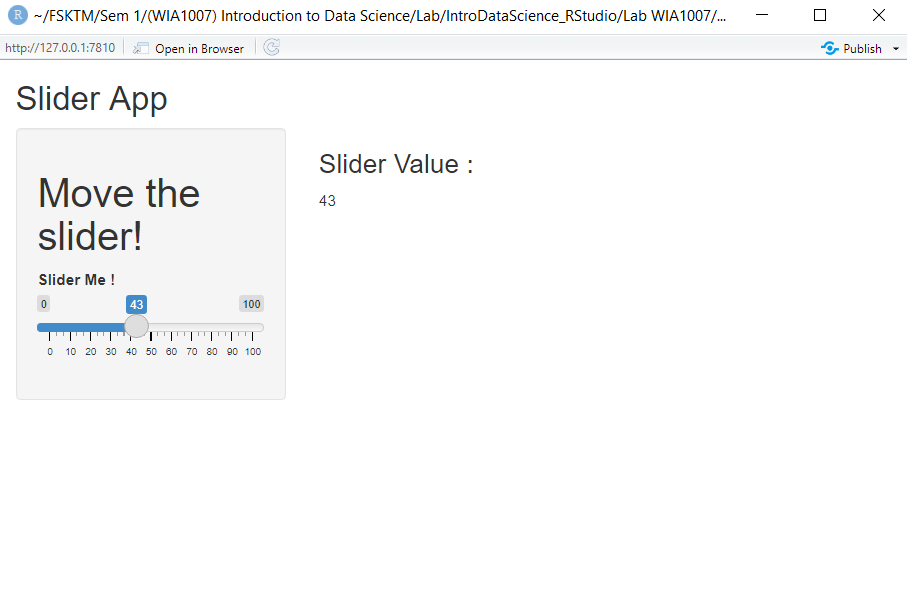 R ~/FSKTM/Sem 1/(WIA1007) Introduction to Data Science/Lab/IntroDataScience_RStudio/Lab WIA1007/...
http://127.0.0.1:7810 Open in Browser Publish
Slider App
Move the
slider!
Slider Me !
0 43 100
0 10 20 30 40 50 60 70 80 90 100
Slider Value :
43